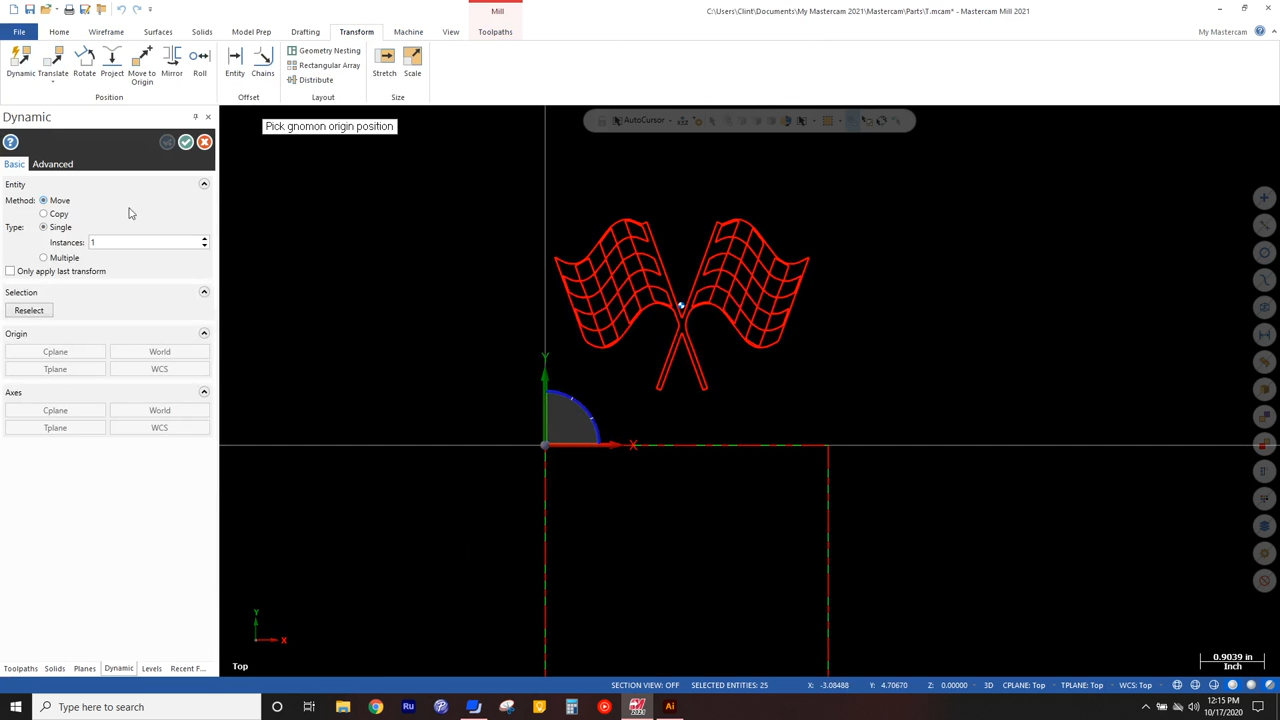 Mill
C:\Users\Clint\Documents\My Mastercam 2021\Mastercam\Parts\T.mcam* - Mastercam Mill 2021
File Home Wireframe Surfaces Solids Model Prep Drafting Transform Machine View Toolpaths
My Mastercam
Dynamic Translate Rotate Project Move to Origin Mirror Roll
Entity Chains
Geometry Nesting
Rectangular Array
Distribute
Stretch Scale
Position Offset Layout Size
Dynamic
Pick gnomon origin position
AutoCursor
Basic Advanced
Entity
Method: Move
Copy
Type: Single
Instances: 1
Multiple
Only apply last transform
Selection
Reselect
Origin
Cplane World
Tplane WCS
Axes
Cplane World
Tplane WCS
Y
X
Y
X
Top
0.9039 in
Inch
Toolpaths Solids Planes Dynamic Levels Recent F...
SECTION VIEW: OFF SELECTED ENTITIES: 25 X: -3.08488 Y: 4.70670 Z: 0.00000 3D CPLANE: Top TPLANE: Top WCS: Top
Type here to search
Ru
Ai
12:15 PM
10/17/2020